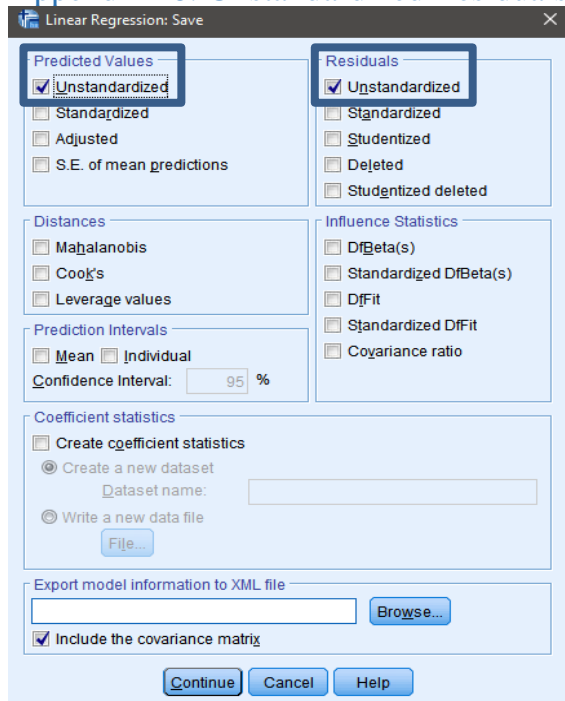 Linear Regression: Save
Predicted Values
Unstandardized
Standardized
Adjusted
S.E. of mean predictions
Residuals
Unstandardized
Standardized
Studentized
Deleted
Studentized deleted
Distances
Mahalanobis
Cook's
Leverage values
Influence Statistics
DfBeta(s)
Standardized DfBeta(s)
DfFit
Standardized DfFit
Covariance ratio
Prediction Intervals
Mean Individual
Confidence Interval: 95 %
Coefficient statistics
Create coefficient statistics
Create a new dataset
Dataset name:
Write a new data file
File...
Export model information to XML file
Browse...
Include the covariance matrix
Continue Cancel Help